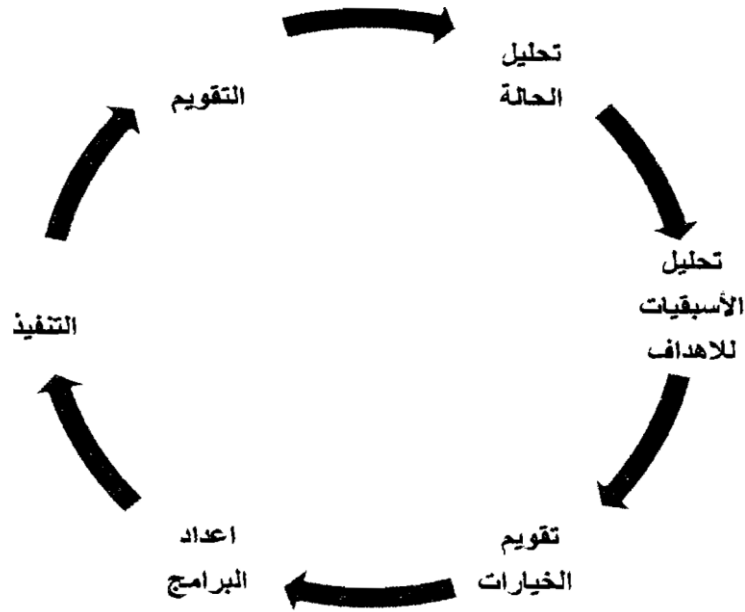 تحليل
الحالة
تحليل
الأسبقيات
للاهداف
تقويم
الخيارات
اعداد
البرامج
التنفيذ
التقويم